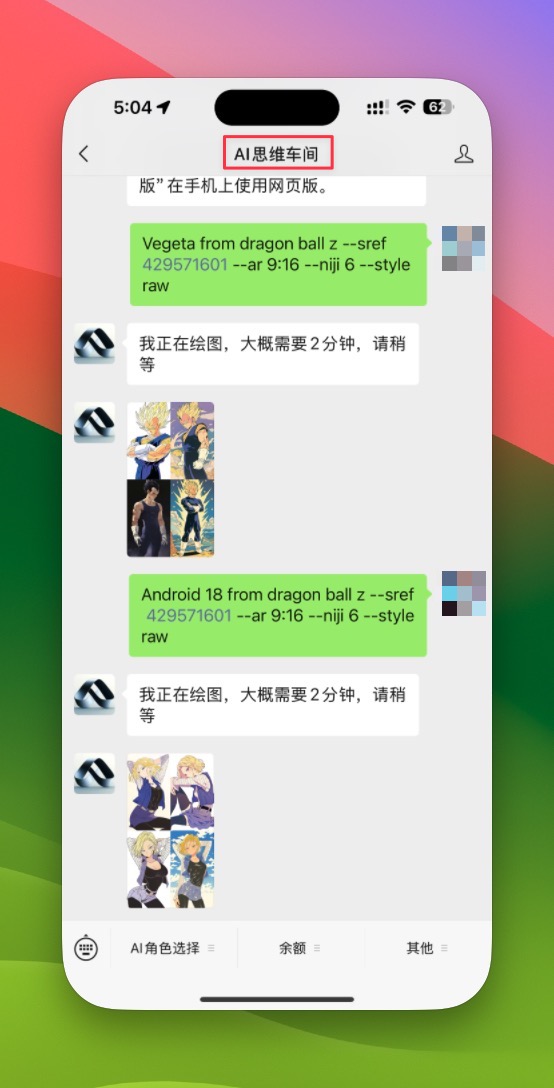 5:04
62
AI思维车间
版”在手机上使用网页版。
Vegeta from dragon ball z --sref
429571601 --ar 9:16 --niji 6 --style
raw
我正在绘图，大概需要2分钟，请稍
等
Android 18 from dragon ball z --sref
429571601 --ar 9:16 --niji 6 --style
raw
我正在绘图，大概需要2分钟，请稍
等
AI角色选择
余额
其他